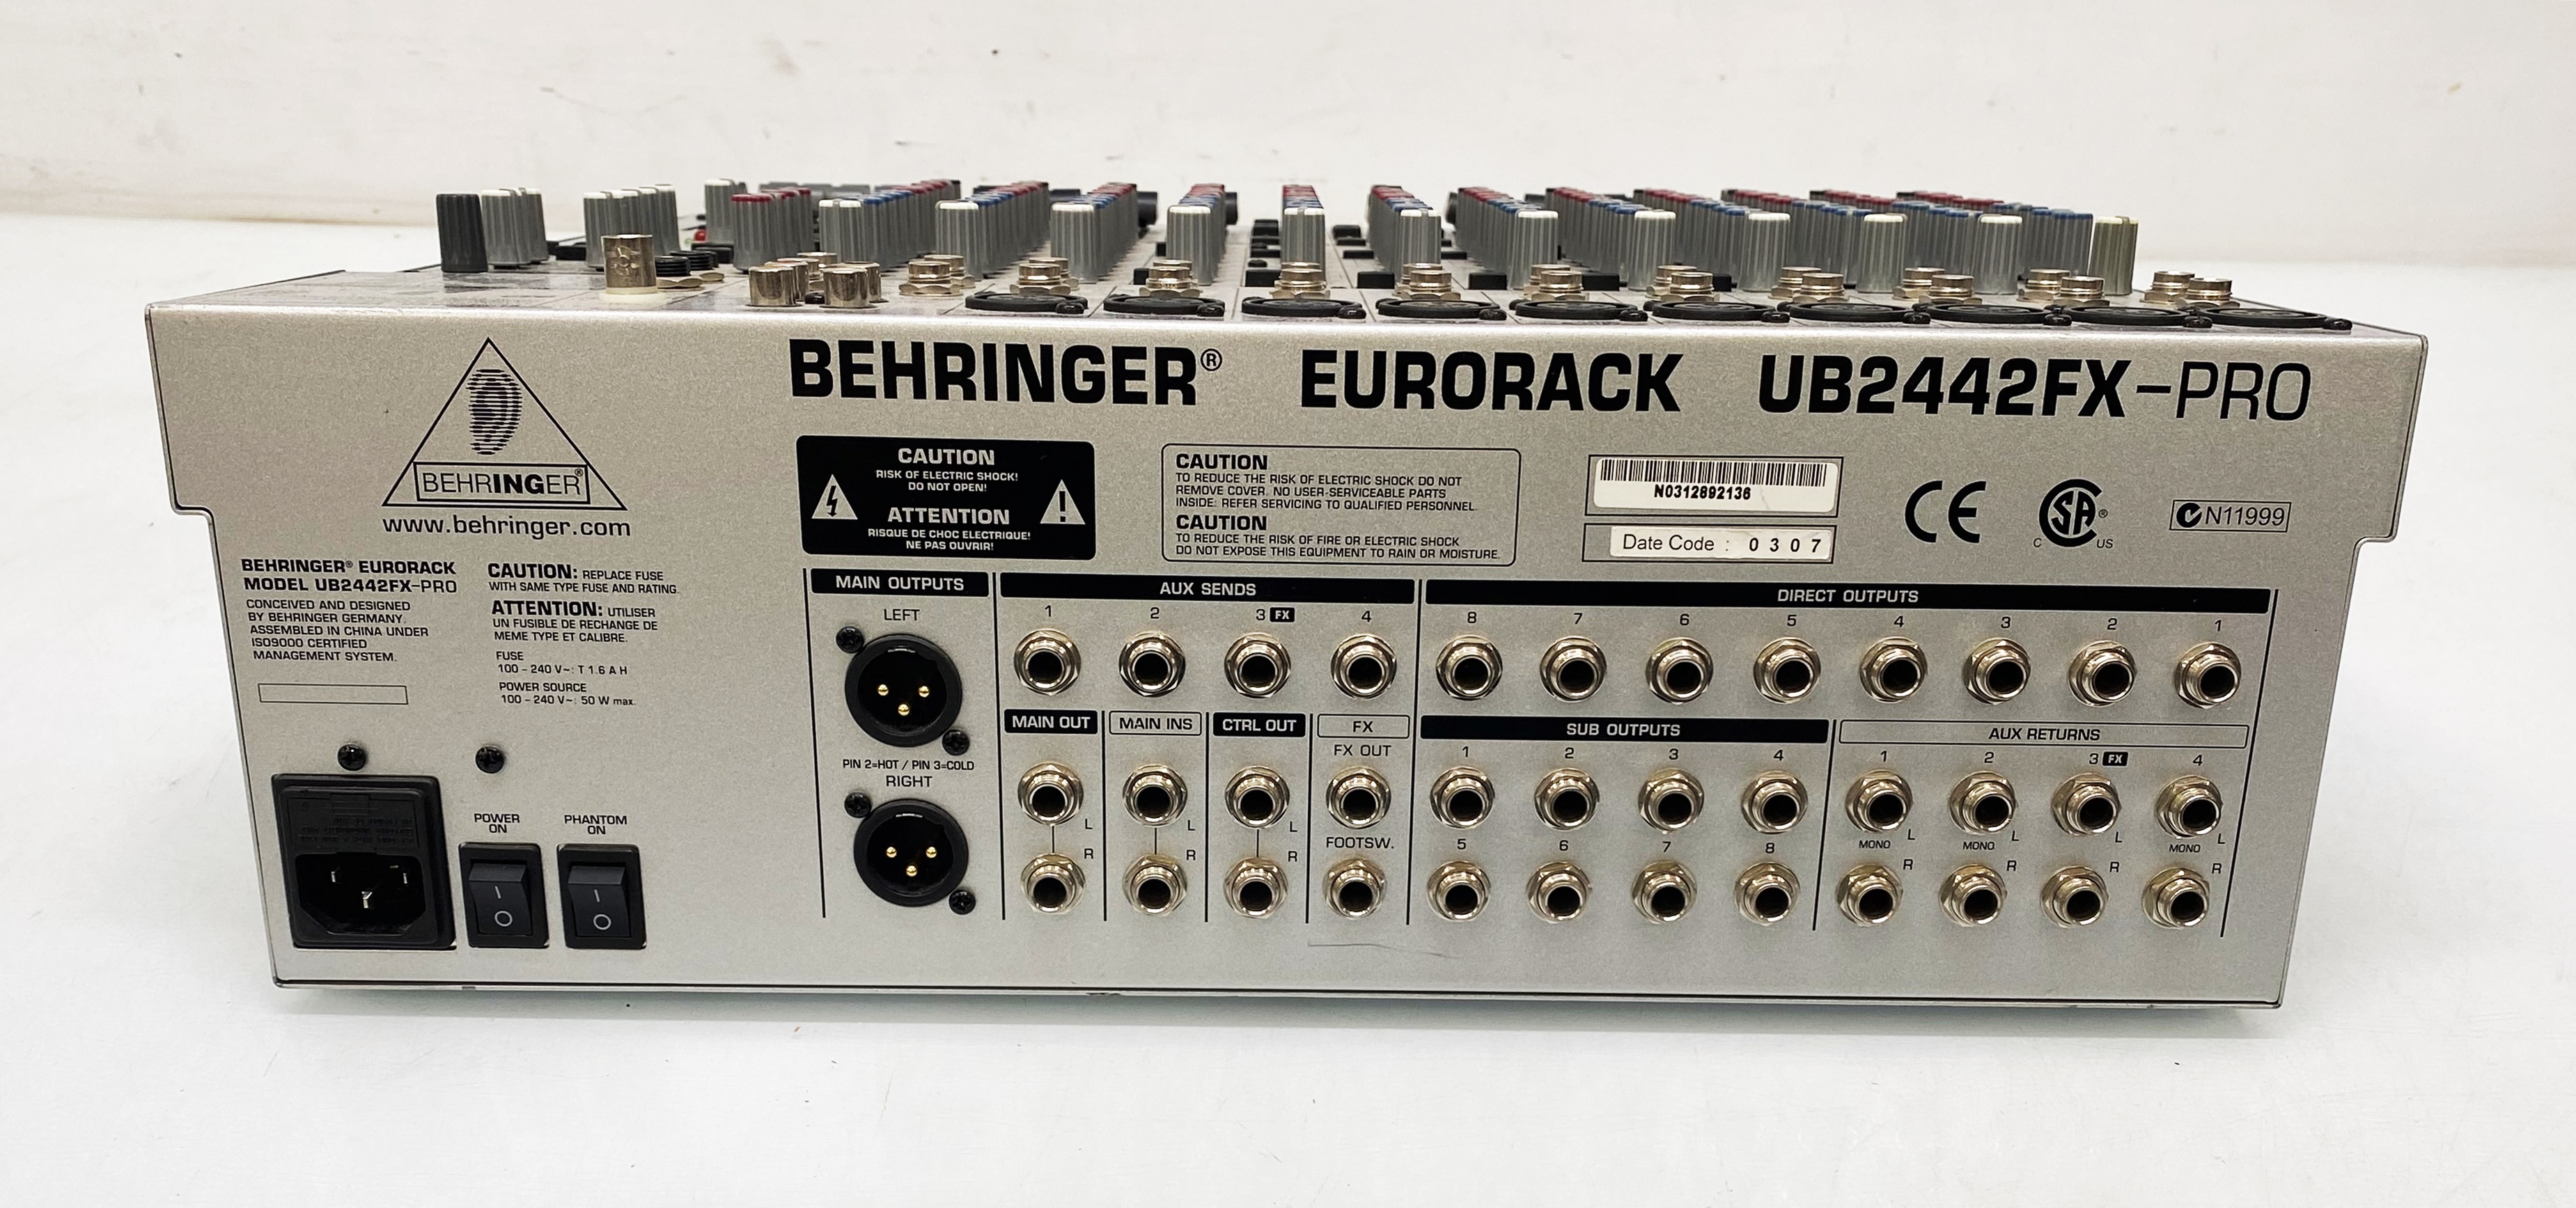 BEHRINGER® EURORACK UB2442FX-PRO
BEHRINGER®
www.behringer.com
BEHRINGER® EURORACK
MODEL UB2442FX-PRO
CONCEIVED AND DESIGNED
BY BEHRINGER GERMANY.
ASSEMBLED IN CHINA UNDER
ISO9000 CERTIFIED
MANAGEMENT SYSTEM.
CAUTION: REPLACE FUSE
WITH SAME TYPE FUSE AND RATING.
ATTENTION: UTILISER
UN FUSIBLE DE RECHANGE DE
MEME TYPE ET CALIBRE.
FUSE
100 - 240 V~: T 1.6 A H
POWER SOURCE
100 - 240 V~: 50 W max.
POWER
ON
PHANTOM
ON
CAUTION
RISK OF ELECTRIC SHOCK!
DO NOT OPEN!
ATTENTION
RISQUE DE CHOC ELECTRIQUE!
NE PAS OUVRIR!
CAUTION
TO REDUCE THE RISK OF ELECTRIC SHOCK DO NOT
REMOVE COVER. NO USER-SERVICEABLE PARTS
INSIDE: REFER SERVICING TO QUALIFIED PERSONNEL.
CAUTION
TO REDUCE THE RISK OF FIRE OR ELECTRIC SHOCK
DO NOT EXPOSE THIS EQUIPMENT TO RAIN OR MOISTURE.
N0312892136
Date Code : 0 3 0 7
CE
C SA® US
N11999
MAIN OUTPUTS
LEFT
PIN 2=HOT / PIN 3=COLD
RIGHT
AUX SENDS
1 2 3 FX 4
MAIN OUT
L
R
MAIN INS
L
R
CTRL OUT
L
R
FX
FX OUT
FOOTSW.
DIRECT OUTPUTS
8 7 6 5 4 3 2 1
SUB OUTPUTS
1 2 3 4
5 6 7 8
AUX RETURNS
1 2 3 FX 4
L L L L
MONO MONO MONO
R R R R